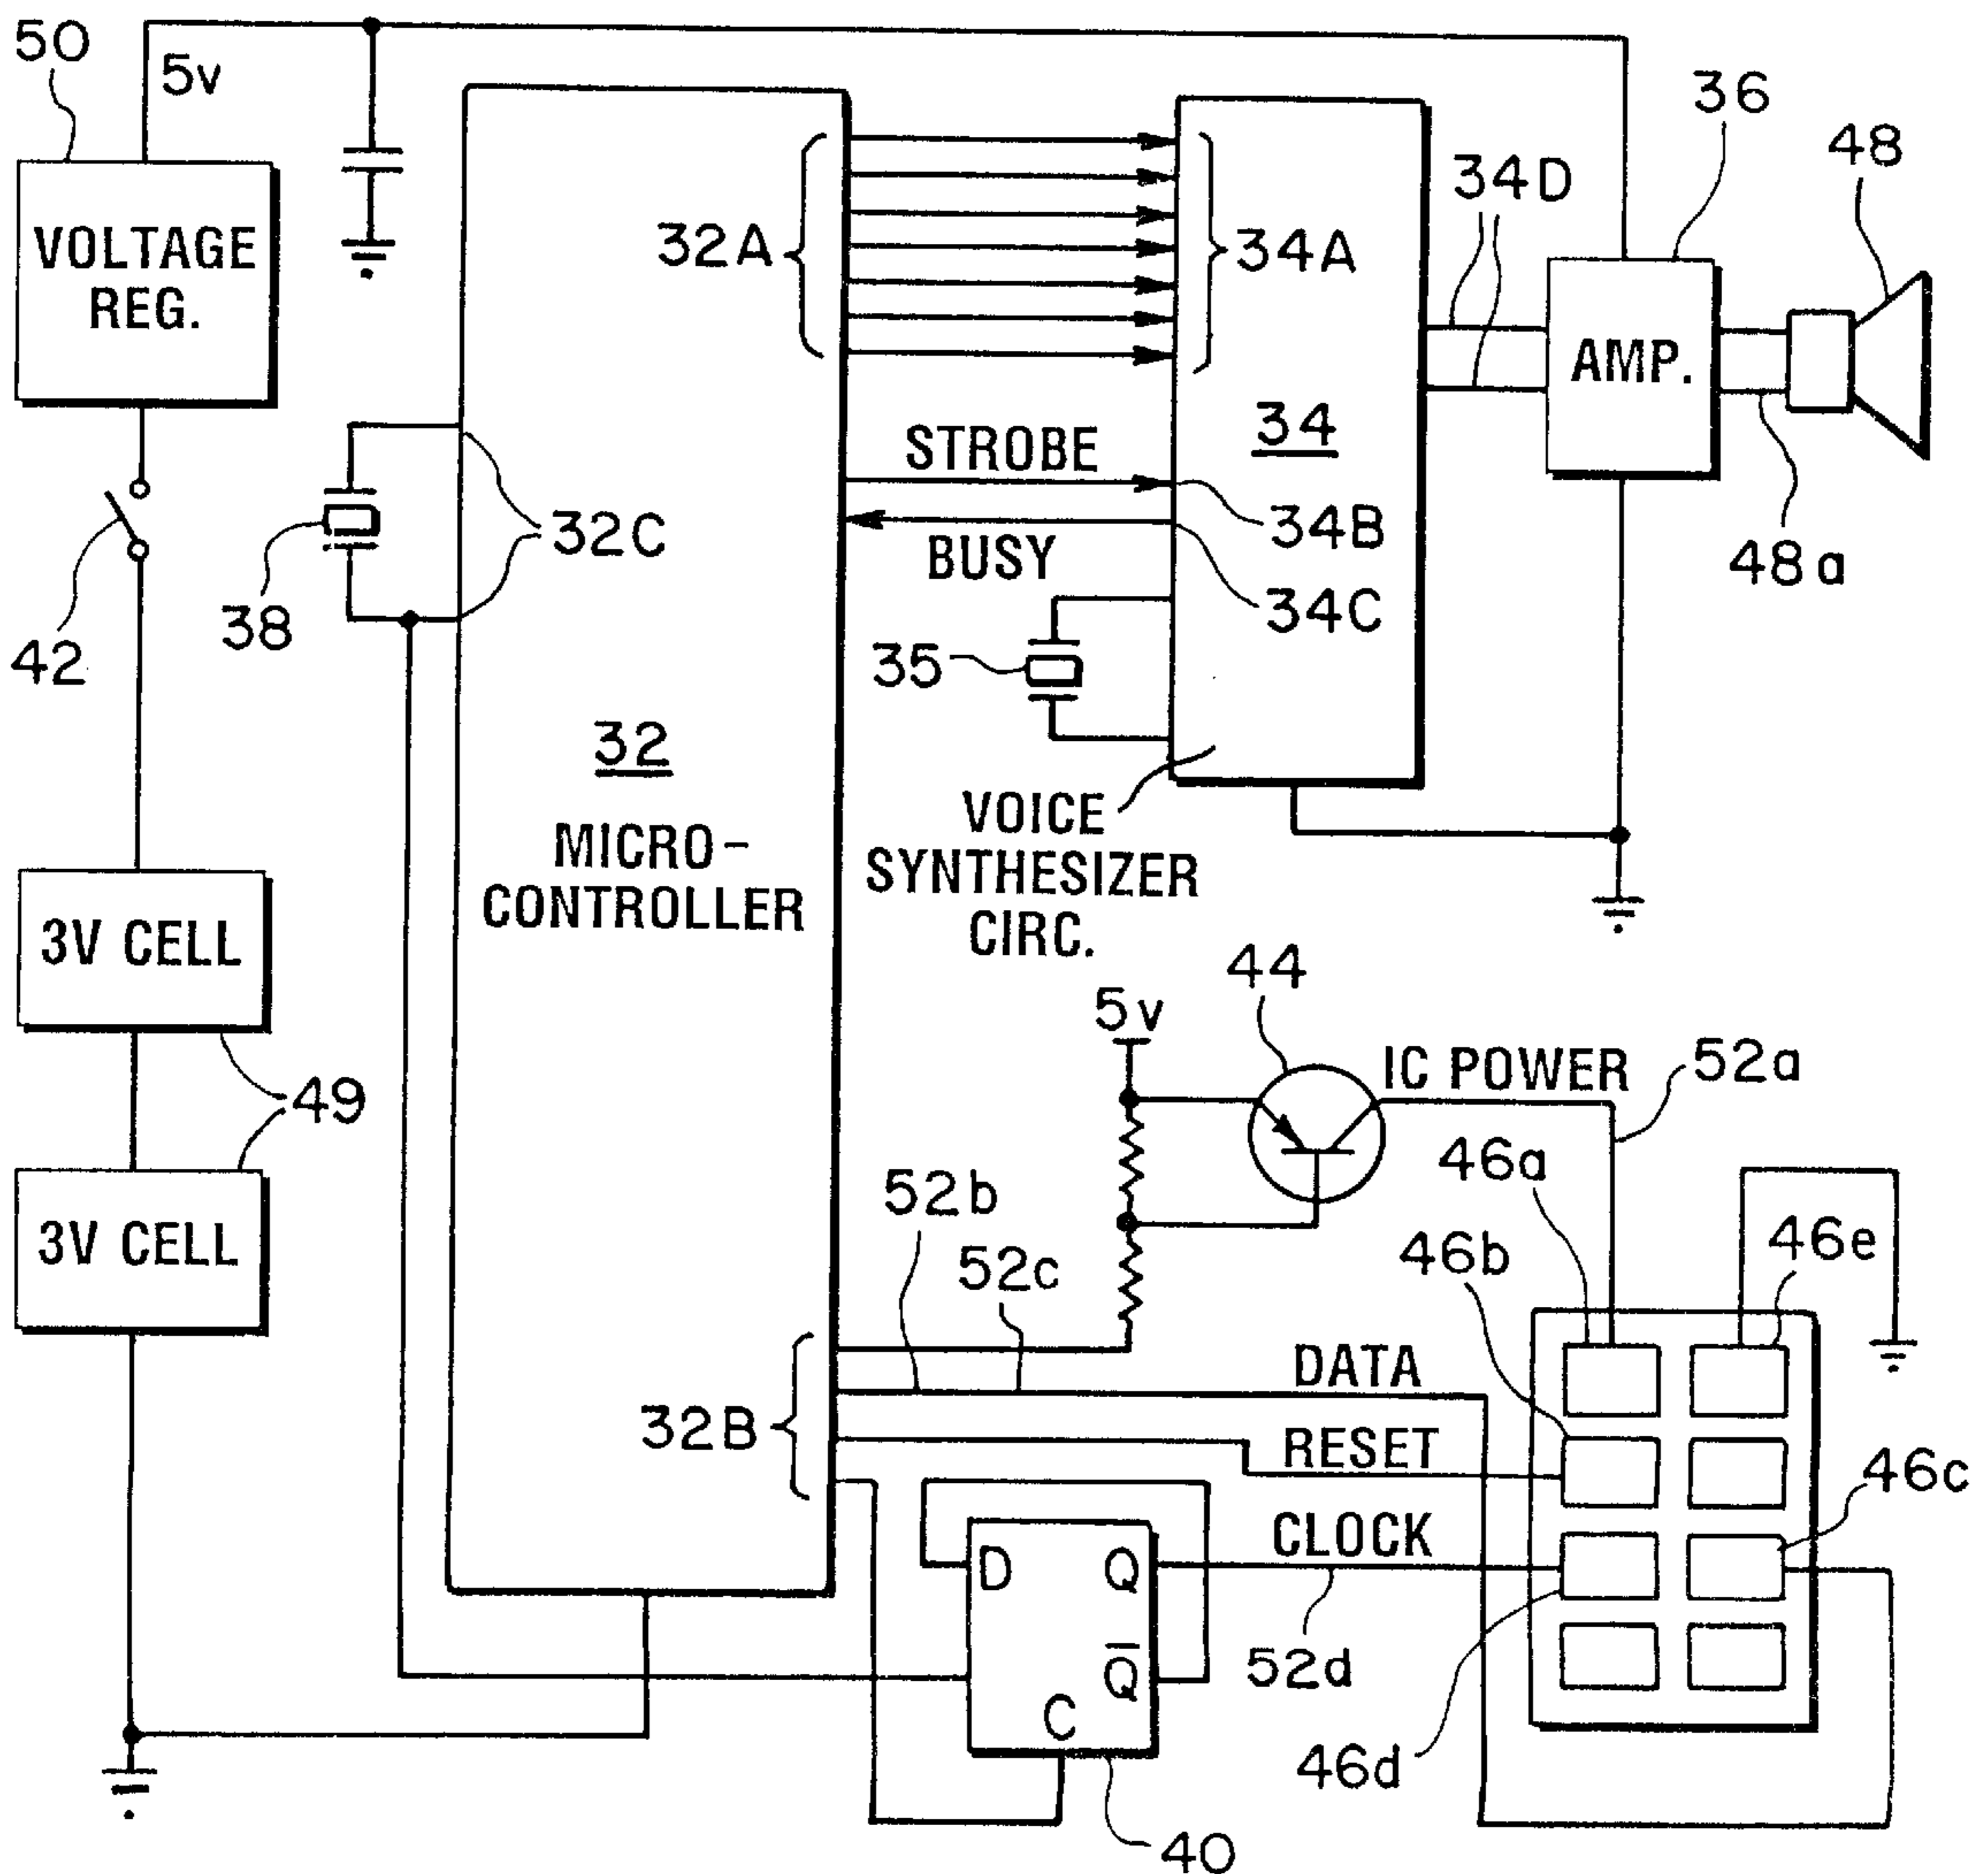 50
5v
36
48
VOLTAGE
REG.
32A
34A
34D
AMP.
34
STROBE
34B
BUSY
34C
48a
38
32C
42
35
32
MICRO-
CONTROLLER
VOICE
SYNTHESIZER
CIRC.
3V CELL
49
3V CELL
44
5v
IC POWER
52a
46a
52b
52c
46b
46e
DATA
32B
RESET
46c
CLOCK
D
Q
Q̅
C
52d
46d
40